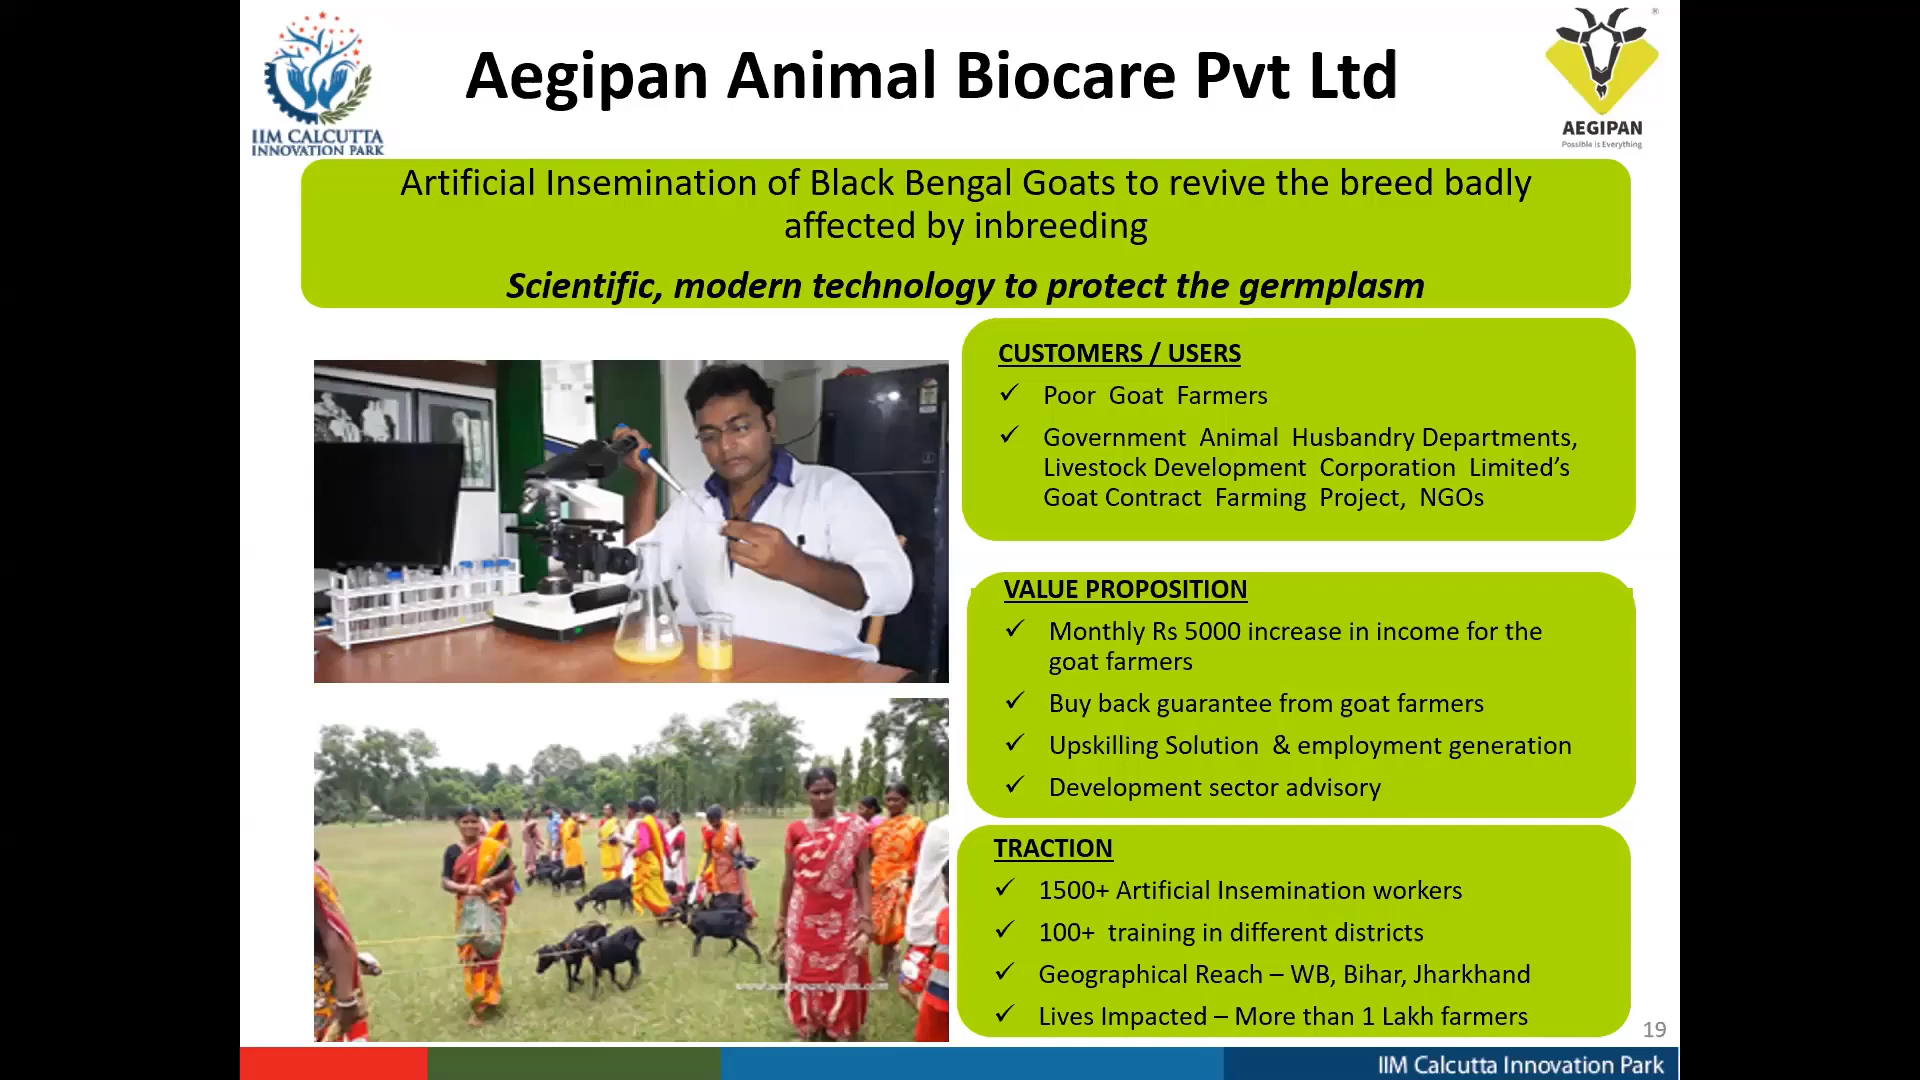 IIM CALCUTTA
INNOVATION PARK
Aegipan Animal Biocare Pvt Ltd
®
AEGIPAN
Possible is Everything
Artificial Insemination of Black Bengal Goats to revive the breed badly
affected by inbreeding
Scientific, modern technology to protect the germplasm
CUSTOMERS / USERS
✓ Poor Goat Farmers
✓ Government Animal Husbandry Departments,
Livestock Development Corporation Limited’s
Goat Contract Farming Project, NGOs
VALUE PROPOSITION
✓ Monthly Rs 5000 increase in income for the
goat farmers
✓ Buy back guarantee from goat farmers
✓ Upskilling Solution & employment generation
✓ Development sector advisory
TRACTION
✓ 1500+ Artificial Insemination workers
✓ 100+ training in different districts
✓ Geographical Reach – WB, Bihar, Jharkhand
✓ Lives Impacted – More than 1 Lakh farmers
19
IIM Calcutta Innovation Park